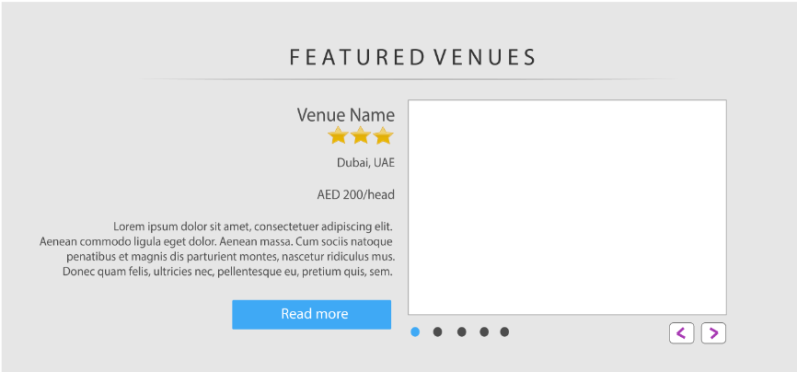 FEATURED VENUES
Venue Name
Dubai, UAE
AED 200/head
Lorem ipsum dolor sit amet, consectetuer adipiscing elit.
Aenean commodo ligula eget dolor. Aenean massa. Cum sociis natoque
penatibus et magnis dis parturient montes, nascetur ridiculus mus.
Donec quam felis, ultricies nec, pellentesque eu, pretium quis, sem.
Read more